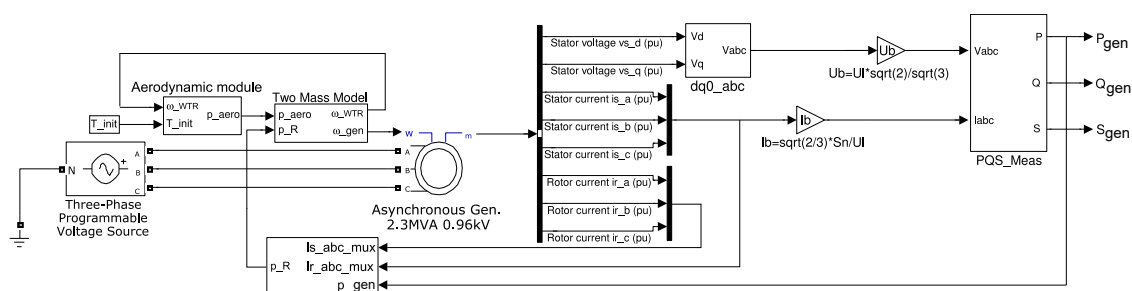 Aerodynamic module
ω_WTR
T_init
p_aero
T_init
Two Mass Model
p_aero
p_R
ω_WTR
ω_gen
N
A
B
C
Three-Phase
Programmable
Voltage Source
w
m
A
B
C
Asynchronous Gen.
2.3MVA 0.96kV
Stator voltage vs_d (pu)
Stator voltage vs_q (pu)
Stator current is_a (pu)
Stator current is_b (pu)
Stator current is_c (pu)
Rotor current ir_a (pu)
Rotor current ir_b (pu)
Rotor current ir_c (pu)
Vd
Vq
Vabc
dq0_abc
Ub
Ub=Ul*sqrt(2)/sqrt(3)
Ib
Ib=sqrt(2/3)*Sn/Ul
Vabc
Iabc
P
Q
S
PQS_Meas
Pgen
Qgen
Sgen
p_R
Is_abc_mux
Ir_abc_mux
p_gen